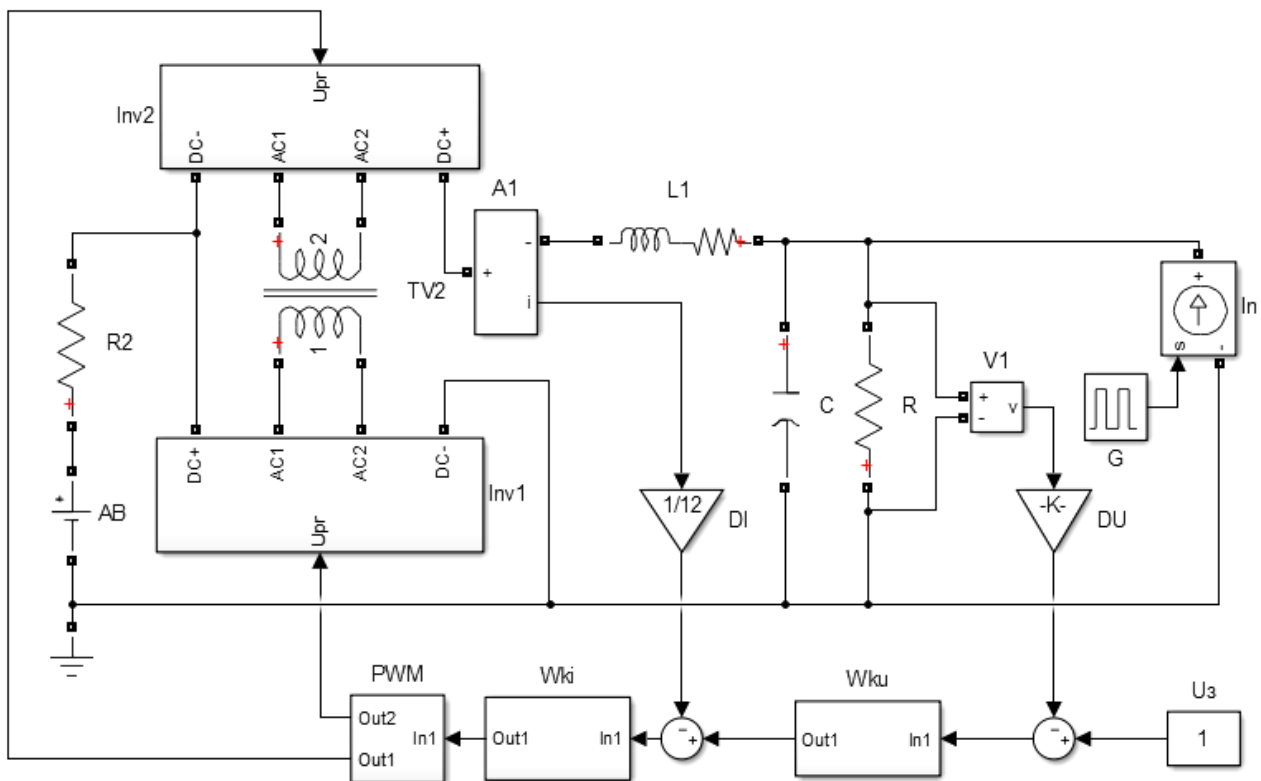 Upr
Inv2
DC-
AC1
AC2
DC+
A1
L1
-
+
i
TV2
2
1
R2
+
In
s
-
V1
+
-
v
C
R
G
DC+
AC1
AC2
DC-
Inv1
Upr
+
AB
1/12
DI
-K-
DU
PWM
Wki
Wku
Uз
Out2
Out1
In1
Out1
In1
-
+
Out1
In1
-
+
1